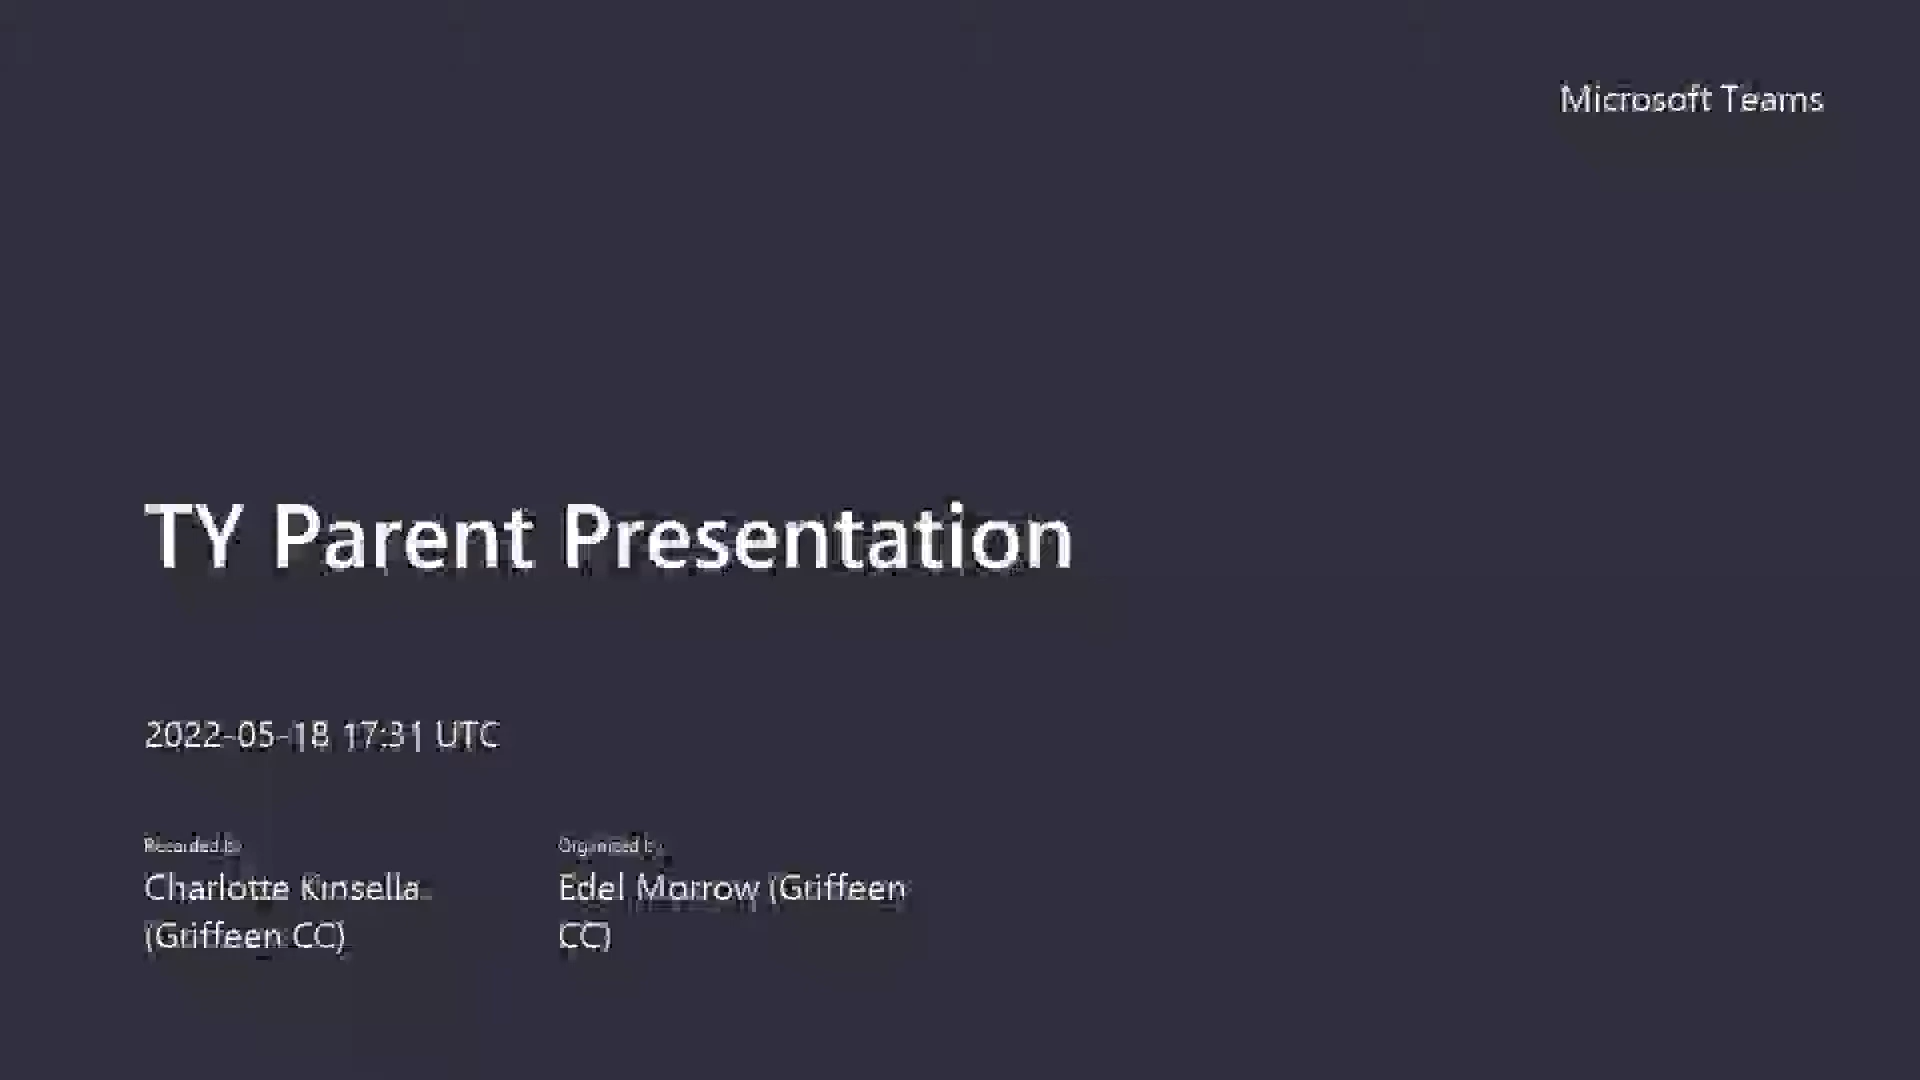 Microsoft Teams
TY Parent Presentation
2022-05-18 17:31 UTC
Recorded by
Organized by
Charlotte Kinsella
Edel Morrow (Griffeen
(Griffeen CC)
CC)